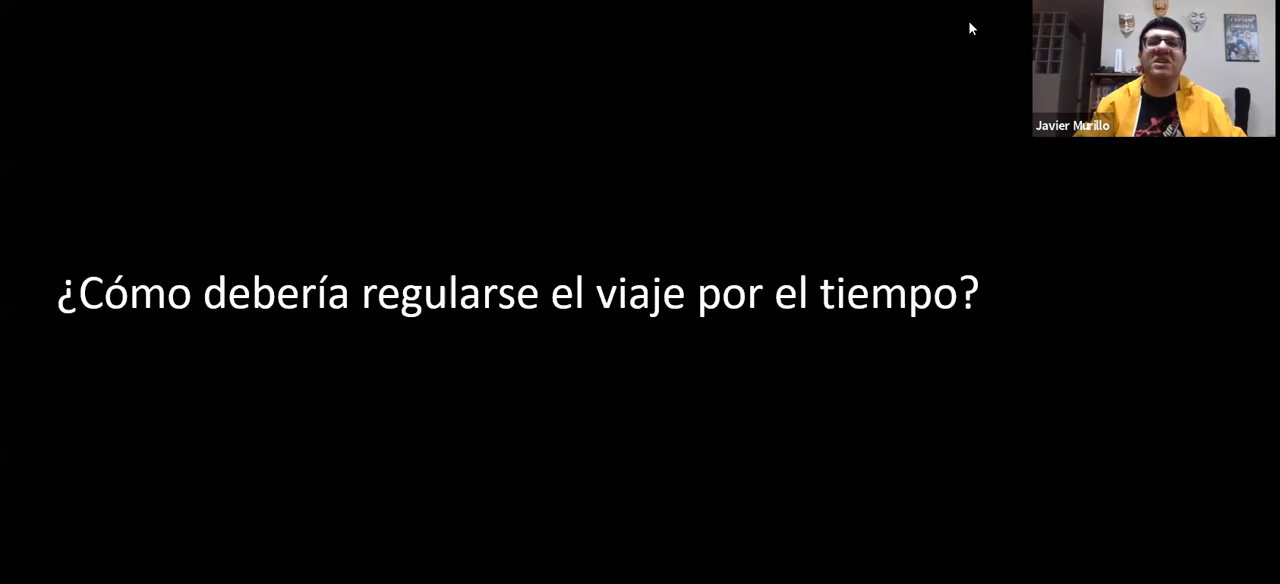 Javier Murillo
¿Cómo debería regularse el viaje por el tiempo?